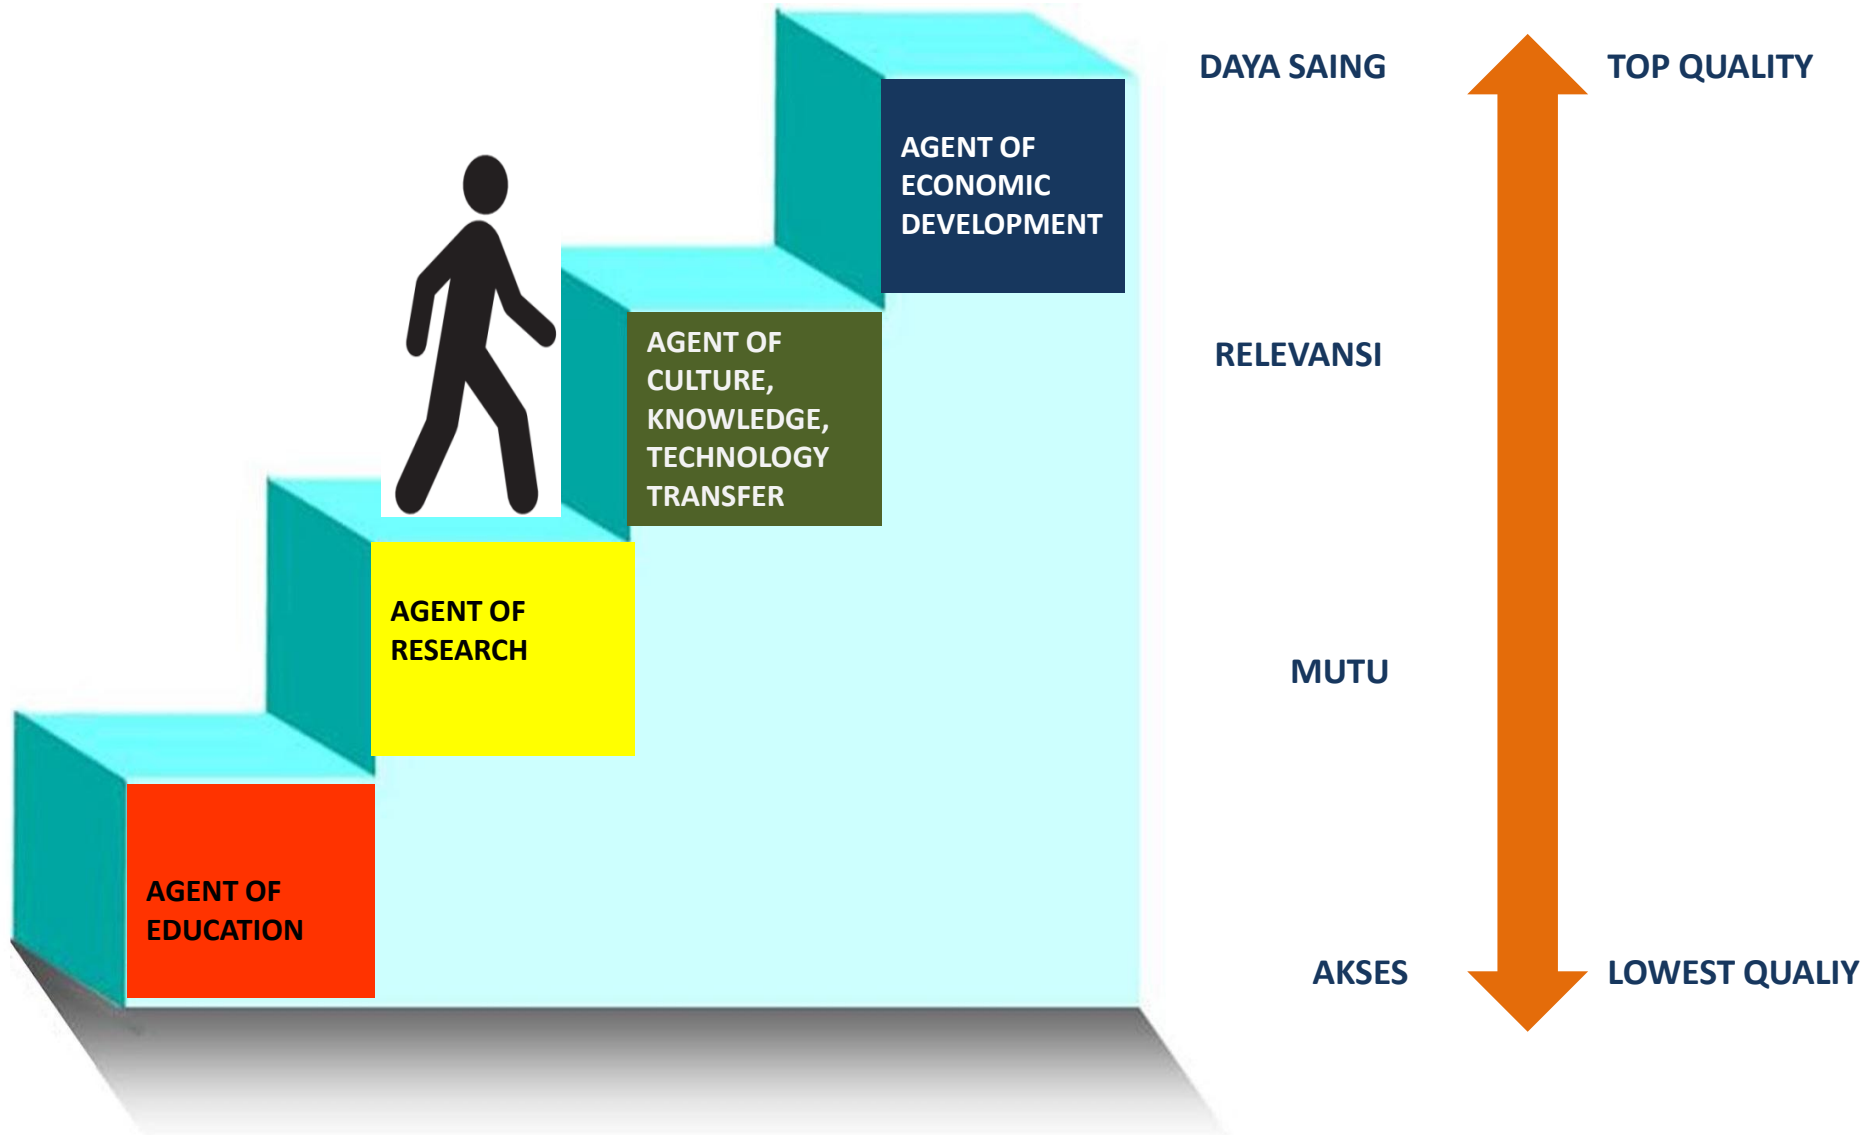 DAYA SAING
TOP QUALITY
AGENT OF
ECONOMIC
DEVELOPMENT
AGENT OF
CULTURE,
KNOWLEDGE,
TECHNOLOGY
TRANSFER
RELEVANSI
AGENT OF
RESEARCH
MUTU
AGENT OF
EDUCATION
AKSES
LOWEST QUALIY